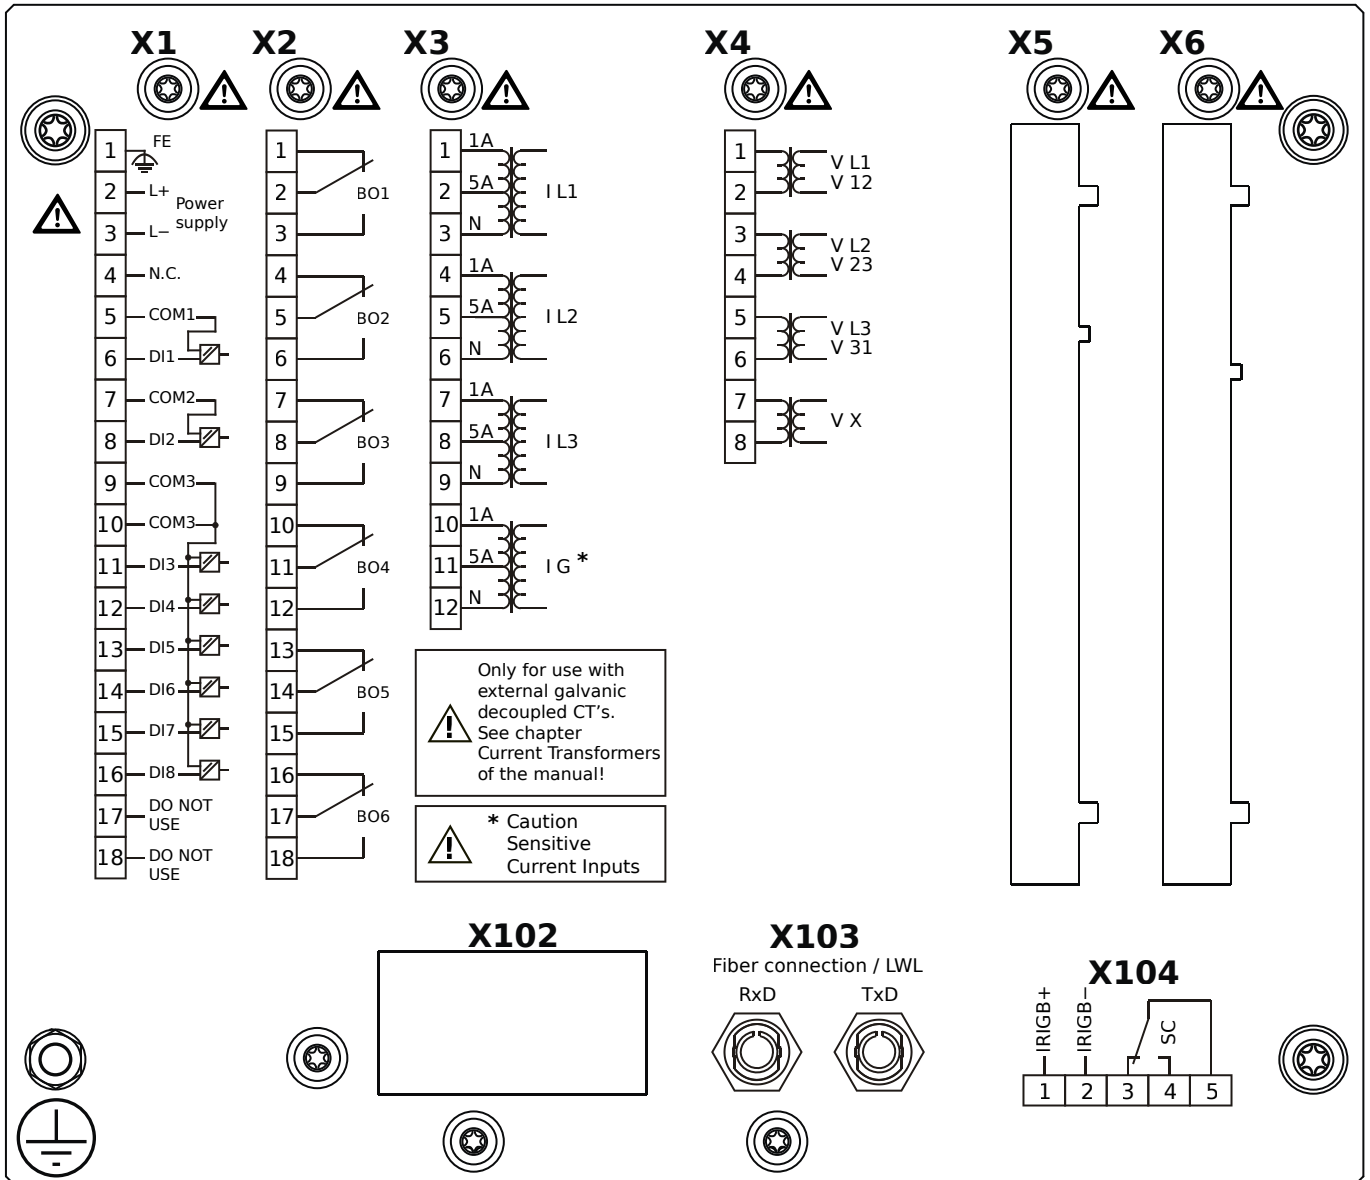 X1
X2
X3
X4
X5
X6
1 FE
2 L+
Power
supply
3 L−
4 N.C.
5 COM1
6 DI1
7 COM2
8 DI2
9 COM3
10 COM3
11 DI3
12 DI4
13 DI5
14 DI6
15 DI7
16 DI8
17 DO NOT
USE
18 DO NOT
USE
1
2 BO1
3
4
5 BO2
6
7
8 BO3
9
10
11 BO4
12
13
14 BO5
15
16
17 BO6
18
1 1A
2 5A I L1
3 N
4 1A
5 5A I L2
6 N
7 1A
8 5A I L3
9 N
10 1A
11 5A I G *
12 N
Only for use with
external galvanic
decoupled CT's.
See chapter
Current Transformers
of the manual!
* Caution
Sensitive
Current Inputs
1 V L1
2 V 12
3 V L2
4 V 23
5 V L3
6 V 31
7 V X
8
X102
X103
Fiber connection / LWL
RxD TxD
X104
IRIGB+
IRIGB−
SC
1 2 3 4 5